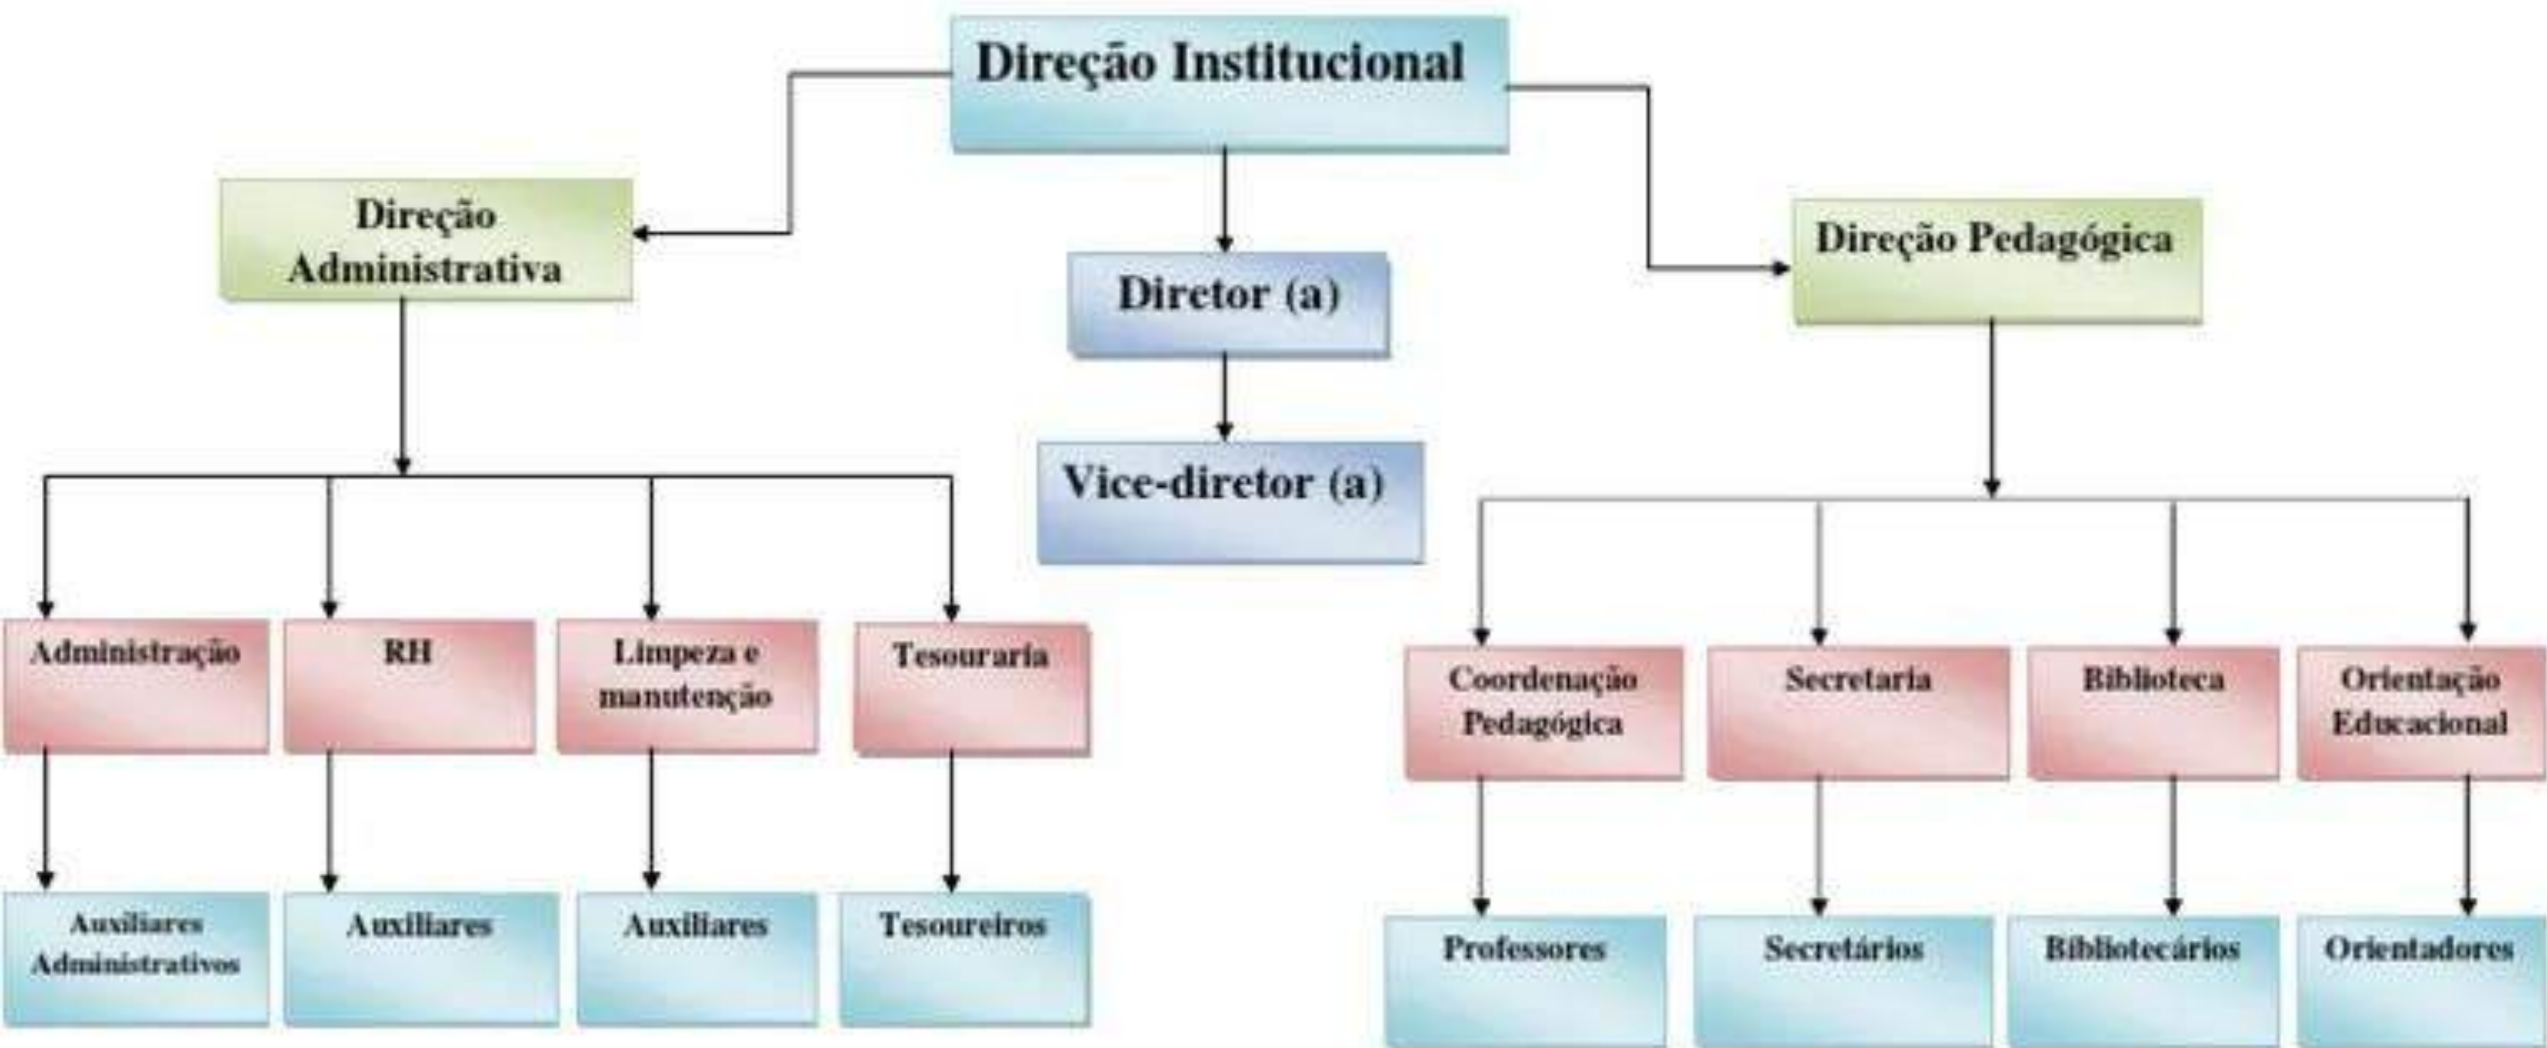 Direção Institucional
Direção
Administrativa
Diretor (a)
Direção Pedagógica
Vice-diretor (a)
Administração
RH
Limpeza e
manutenção
Tesouraria
Coordenação
Pedagógica
Secretaria
Biblioteca
Orientação
Educacional
Auxiliares
Administrativos
Auxiliares
Auxiliares
Tesoureiros
Professores
Secretários
Bibliotecários
Orientadores